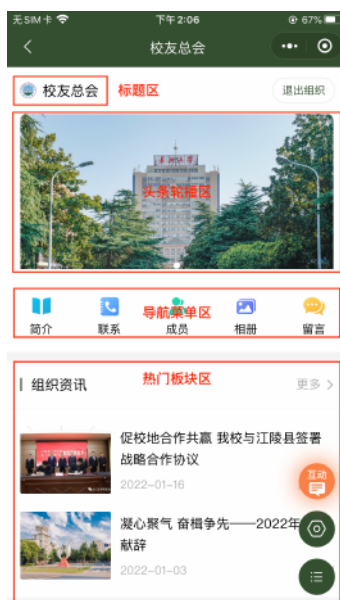 无SIM卡 下午2:06 67%
校友总会
校友总会 标题区 退出组织
头条轮播区
导航菜单区
简介 联系 成员 相册 留言
组织资讯 热门板块区 更多
促校地合作共赢 我校与江陵县签署
战略合作协议
2022-01-16
互动
凝心聚气 奋楫争先——2022年
献辞
2022-01-03